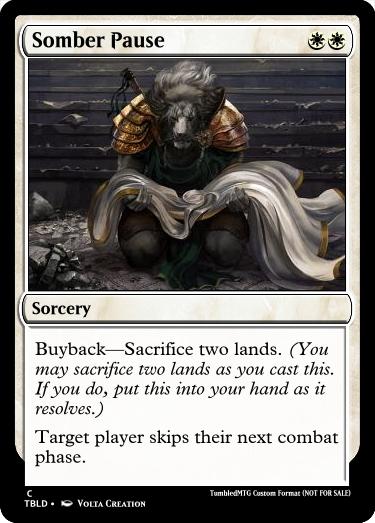 Somber Pause
Sorcery
Buyback—Sacrifice two lands. (You
may sacrifice two lands as you cast this.
If you do, put this into your hand as it
resolves.)
Target player skips their next combat
phase.
C
TBLD • Volta Creation
TumbledMTG Custom Format (NOT FOR SALE)